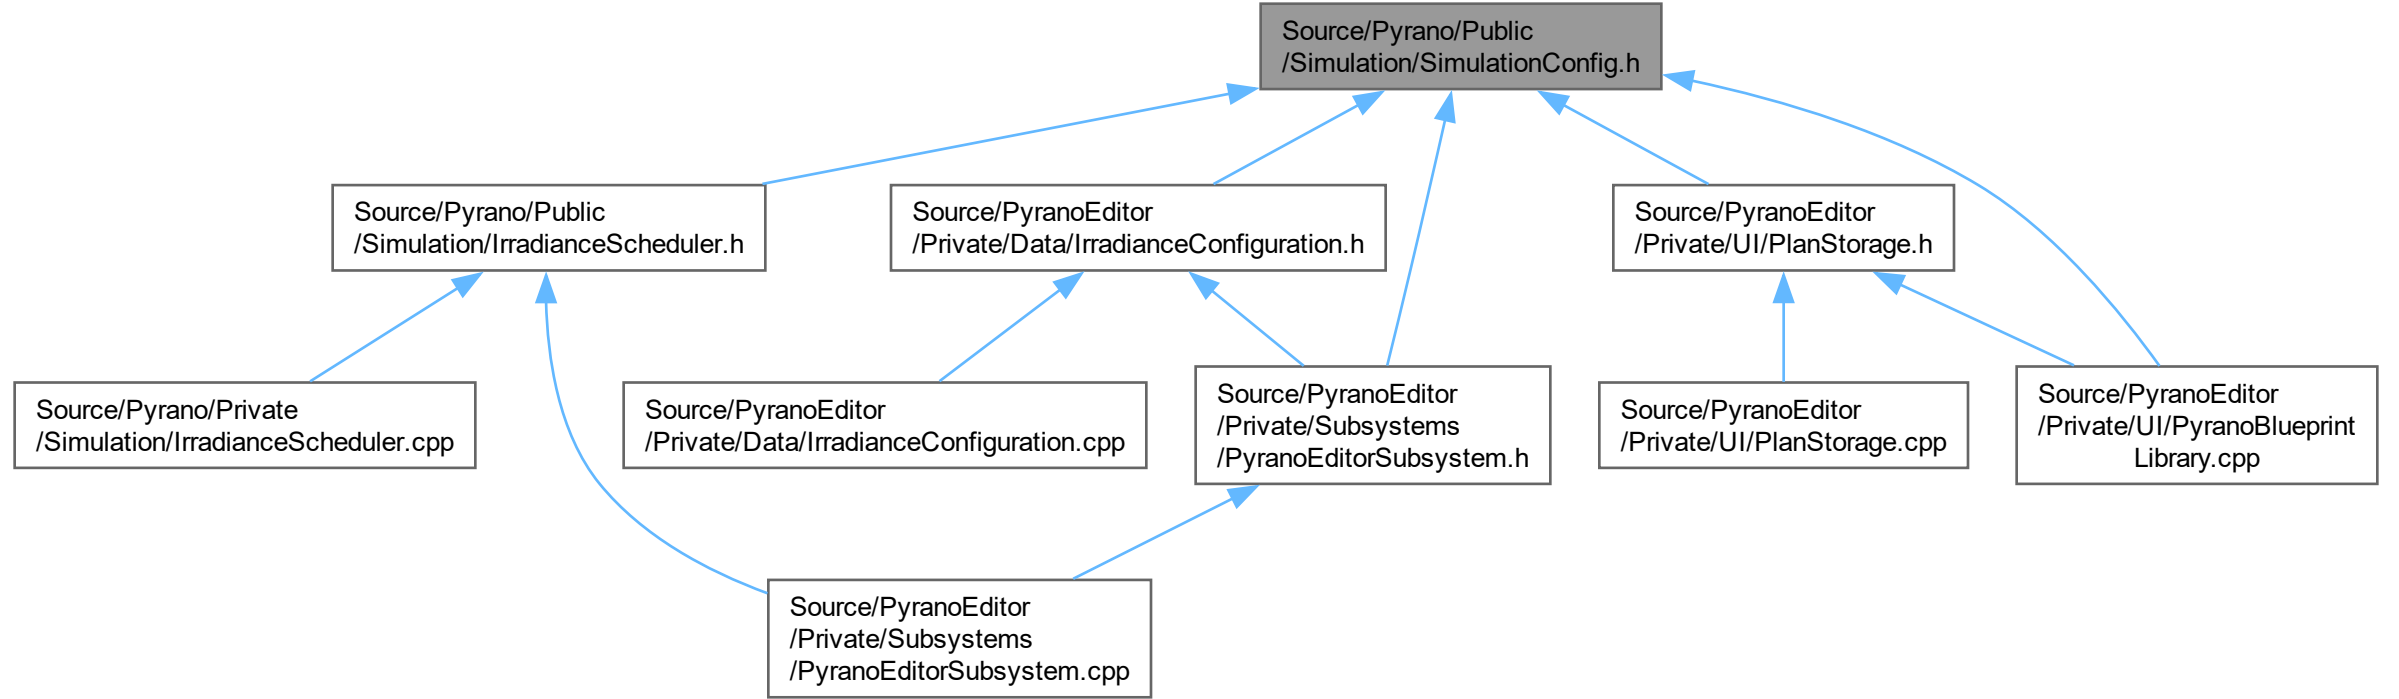 Source/Pyrano/Public
/Simulation/SimulationConfig.h
Source/Pyrano/Public
/Simulation/IrradianceScheduler.h
Source/PyranoEditor
/Private/Data/IrradianceConfiguration.h
Source/PyranoEditor
/Private/UI/PlanStorage.h
Source/Pyrano/Private
/Simulation/IrradianceScheduler.cpp
Source/PyranoEditor
/Private/Data/IrradianceConfiguration.cpp
Source/PyranoEditor
/Private/Subsystems
/PyranoEditorSubsystem.h
Source/PyranoEditor
/Private/UI/PlanStorage.cpp
Source/PyranoEditor
/Private/UI/PyranoBlueprint
Library.cpp
Source/PyranoEditor
/Private/Subsystems
/PyranoEditorSubsystem.cpp